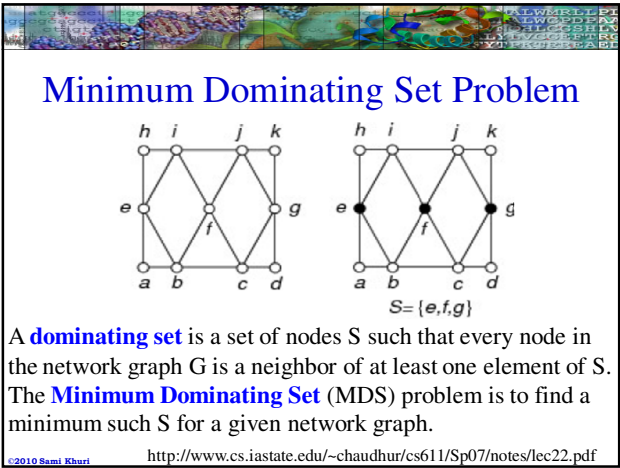 Minimum Dominating Set Problem
h i j k h i j k
e g e g
f f
a b c d a b c d
S= {e,f,g}
A dominating set is a set of nodes S such that every node in
the network graph G is a neighbor of at least one element of S.
The Minimum Dominating Set (MDS) problem is to find a
minimum such S for a given network graph.
©2010 Sami Khuri http://www.cs.iastate.edu/~chaudhur/cs611/Sp07/notes/lec22.pdf